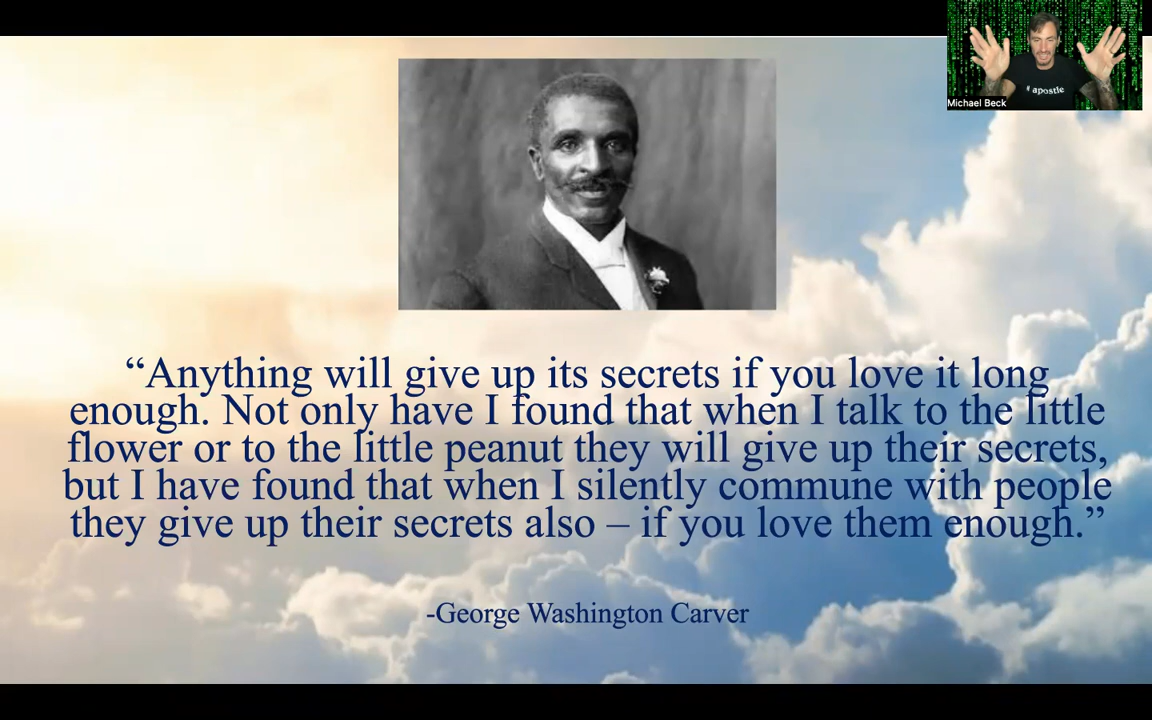 # apostle
Michael Beck
“Anything will give up its secrets if you love it long
enough. Not only have I found that when I talk to the little
flower or to the little peanut they will give up their secrets,
but I have found that when I silently commune with people
they give up their secrets also – if you love them enough.”
-George Washington Carver